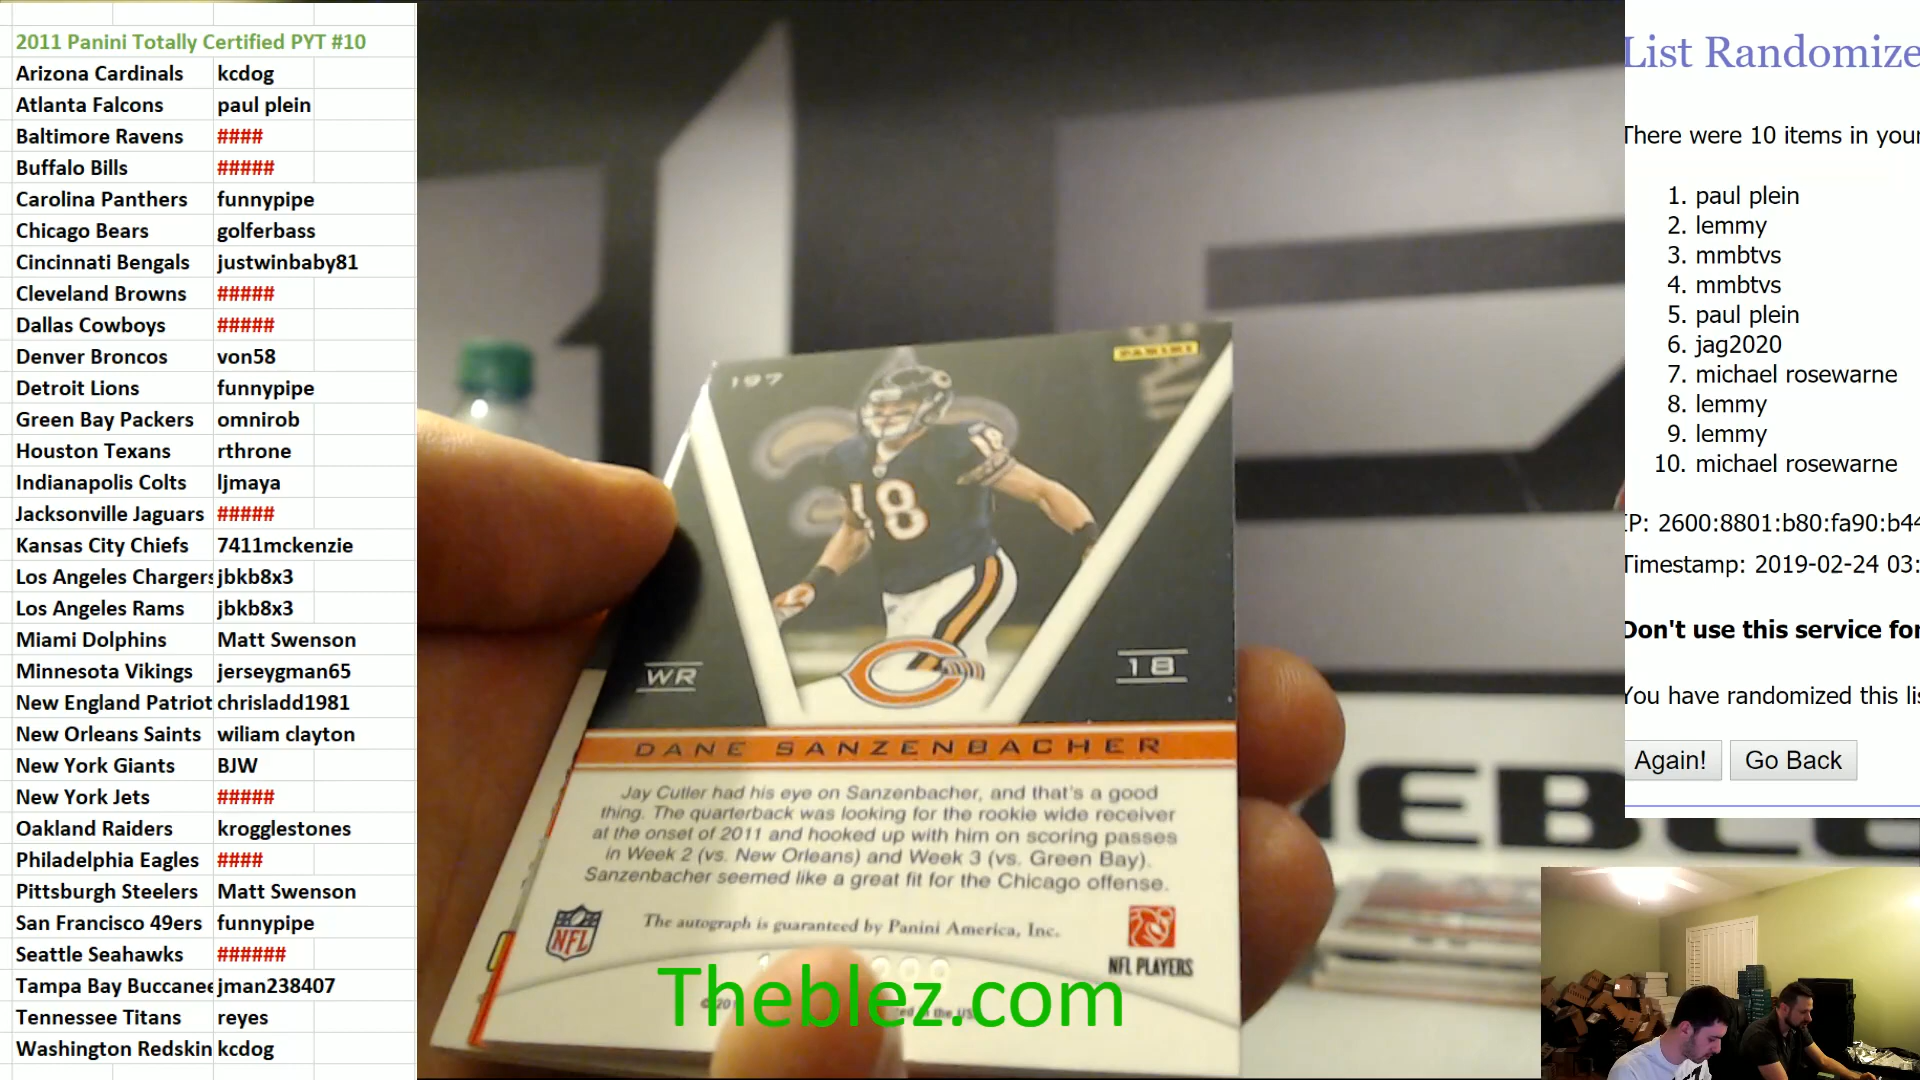 2011 Panini Totally Certified PYT #10
Arizona Cardinals kcdog
Atlanta Falcons paul plein
Baltimore Ravens ####
Buffalo Bills #####
Carolina Panthers funnypipe
Chicago Bears golferbass
Cincinnati Bengals justwinbaby81
Cleveland Browns #####
Dallas Cowboys #####
Denver Broncos von58
Detroit Lions funnypipe
Green Bay Packers omnirob
Houston Texans rthrone
Indianapolis Colts ljmaya
Jacksonville Jaguars #####
Kansas City Chiefs 7411mckenzie
Los Angeles Chargers jbkb8x3
Los Angeles Rams jbkb8x3
Miami Dolphins Matt Swenson
Minnesota Vikings jerseygman65
New England Patriot chrisladd1981
New Orleans Saints wiliam clayton
New York Giants BJW
New York Jets #####
Oakland Raiders krogglestones
Philadelphia Eagles ####
Pittsburgh Steelers Matt Swenson
San Francisco 49ers funnypipe
Seattle Seahawks ######
Tampa Bay Buccanee jman238407
Tennessee Titans reyes
Washington Redskin kcdog
197
PANINI
18
18
WR
18
DANE SANZENBACHER
Jay Cutler had his eye on Sanzenbacher, and that's a good
thing. The quarterback was looking for the rookie wide receiver
at the onset of 2011 and hooked up with him on scoring passes
in Week 2 (vs. New Orleans) and Week 3 (vs. Green Bay).
Sanzenbacher seemed like a great fit for the Chicago offense.
NFL
The autograph is guaranteed by Panini America, Inc.
NFL PLAYERS
Theblez.com
List Randomize
There were 10 items in your
1. paul plein
2. lemmy
3. mmbtvs
4. mmbtvs
5. paul plein
6. jag2020
7. michael rosewarne
8. lemmy
9. lemmy
10. michael rosewarne
IP: 2600:8801:b80:fa90:b44
Timestamp: 2019-02-24 03:
Don't use this service for
You have randomized this lis
Again! Go Back